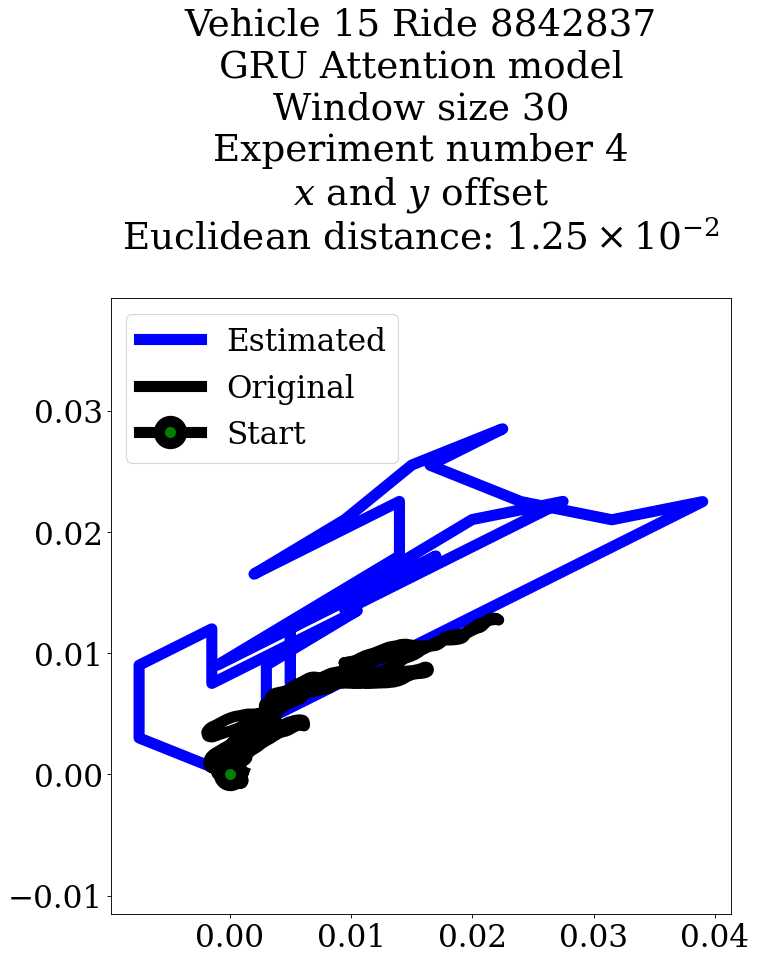 Vehicle 15 Ride 8842837
GRU Attention model
Window size 30
Experiment number 4
x and y offset
Euclidean distance: 1.25 × 10⁻²
Estimated
Original
Start
0.03
0.02
0.01
0.00
−0.01
0.00 0.01 0.02 0.03 0.04